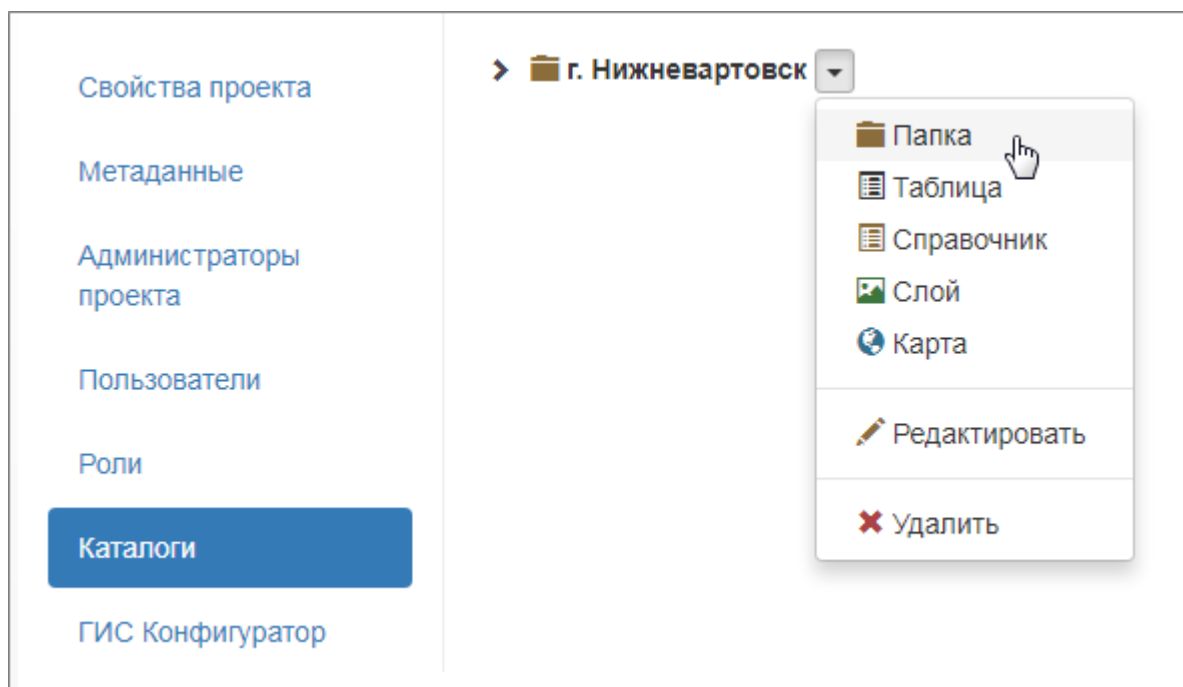 Свойства проекта
Метаданные
Администраторы
проекта
Пользователи
Роли
Каталоги
ГИС Конфигуратор
г. Нижневартовск
Папка
Таблица
Справочник
Слой
Карта
Редактировать
Удалить